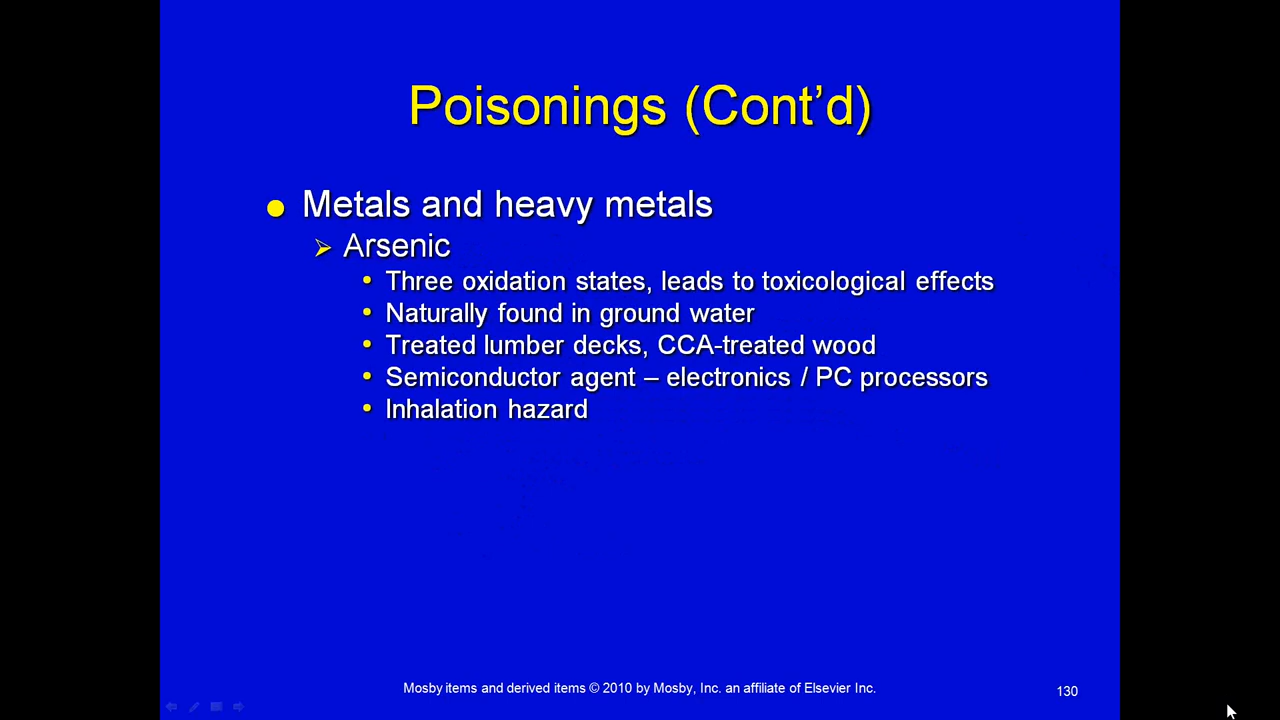 Poisonings (Cont’d)
Metals and heavy metals
Arsenic
Three oxidation states, leads to toxicological effects
Naturally found in ground water
Treated lumber decks, CCA-treated wood
Semiconductor agent – electronics / PC processors
Inhalation hazard
Mosby items and derived items © 2010 by Mosby, Inc. an affiliate of Elsevier Inc.
130